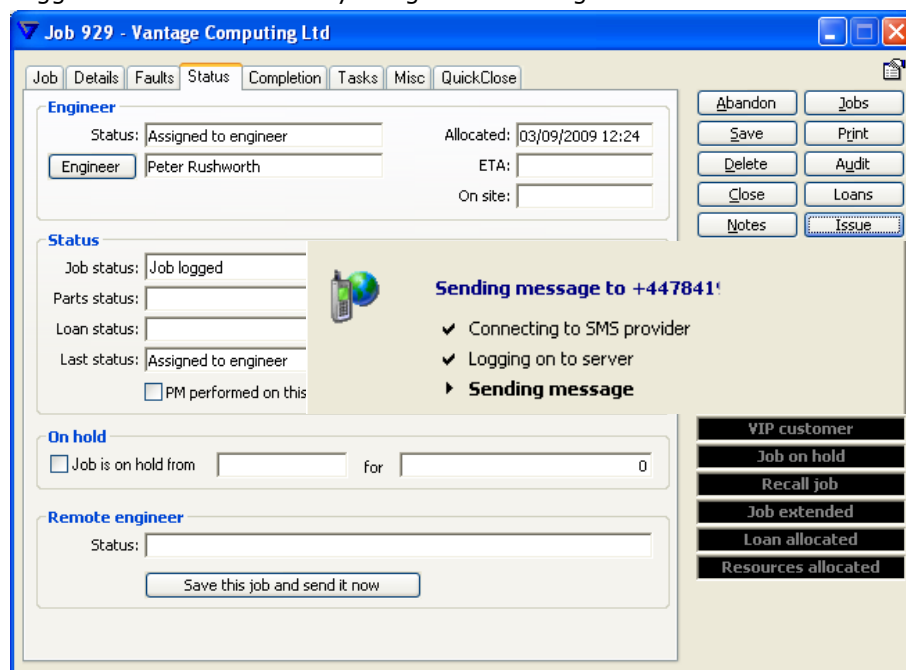 Job 929 - Vantage Computing Ltd
Job Details Faults Status Completion Tasks Misc QuickClose
Engineer
Status: Assigned to engineer Allocated: 03/09/2009 12:24
Engineer Peter Rushworth ETA:
On site:
Abandon Jobs
Save Print
Delete Audit
Close Loans
Notes Issue
Status
Job status: Job logged
Parts status:
Loan status:
Last status: Assigned to engineer
PM performed on this
Sending message to +447841
Connecting to SMS provider
Logging on to server
Sending message
VIP customer
Job on hold
Recall job
Job extended
Loan allocated
Resources allocated
On hold
Job is on hold from for 0
Remote engineer
Status:
Save this job and send it now